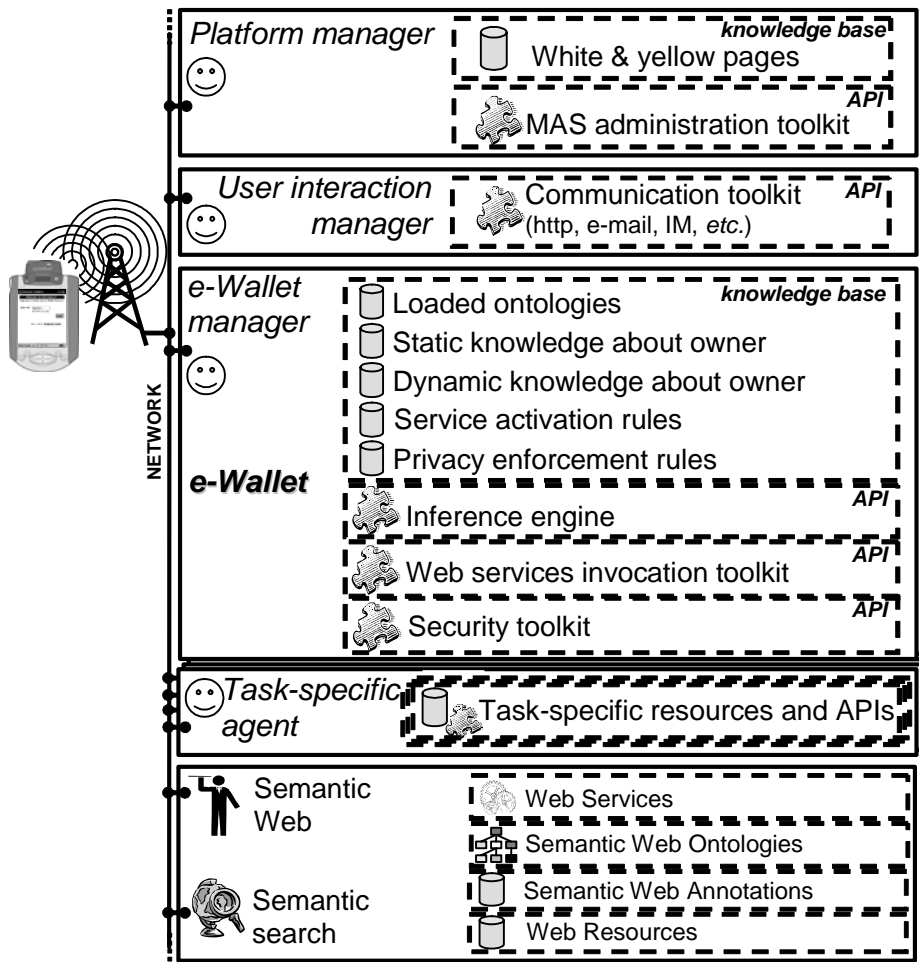 Platform manager
knowledge base
White & yellow pages
API
MAS administration toolkit
User interaction
manager
Communication toolkit
API
(http, e-mail, IM, etc.)
e-Wallet
manager
knowledge base
Loaded ontologies
Static knowledge about owner
Dynamic knowledge about owner
Service activation rules
Privacy enforcement rules
NETWORK
e-Wallet
API
Inference engine
API
Web services invocation toolkit
API
Security toolkit
Task-specific
agent
Task-specific resources and APIs
Semantic
Web
Web Services
Semantic Web Ontologies
Semantic
search
Semantic Web Annotations
Web Resources